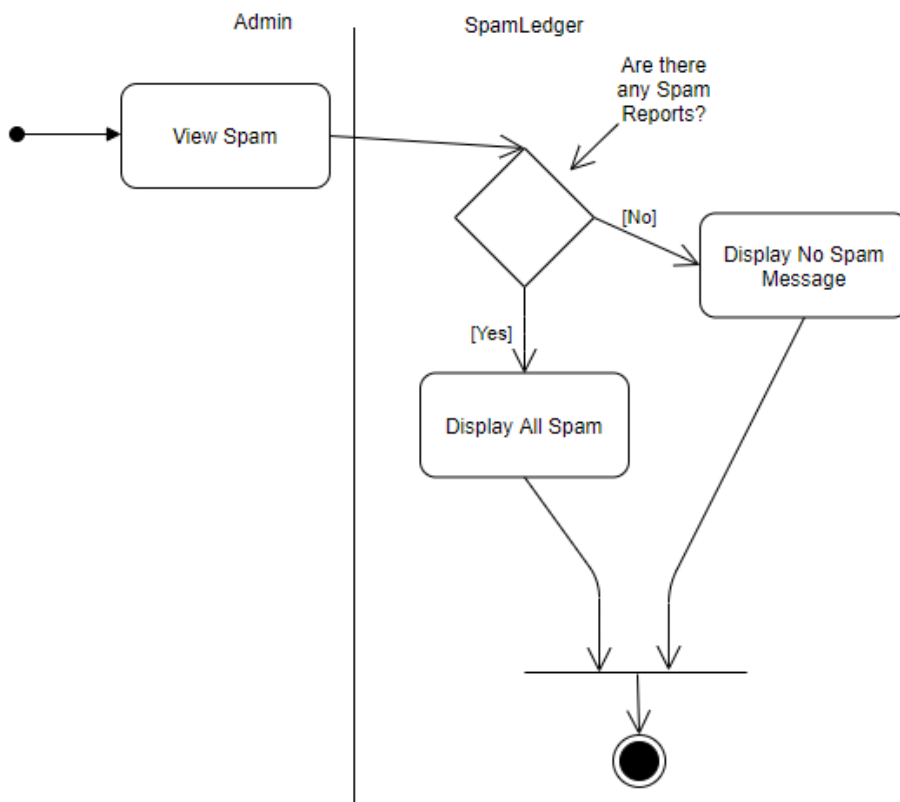 Admin
SpamLedger
Are there
any Spam
Reports?
View Spam
[No]
Display No Spam
Message
[Yes]
Display All Spam